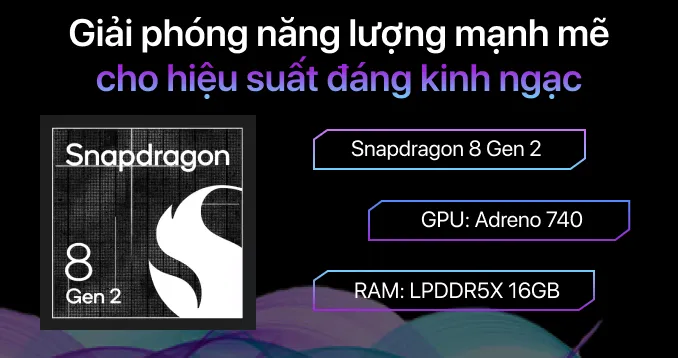 Giải phóng năng lượng mạnh mẽ
cho hiệu suất đáng kinh ngạc
Snapdragon
8
Gen 2
Snapdragon 8 Gen 2
GPU: Adreno 740
RAM: LPDDR5X 16GB